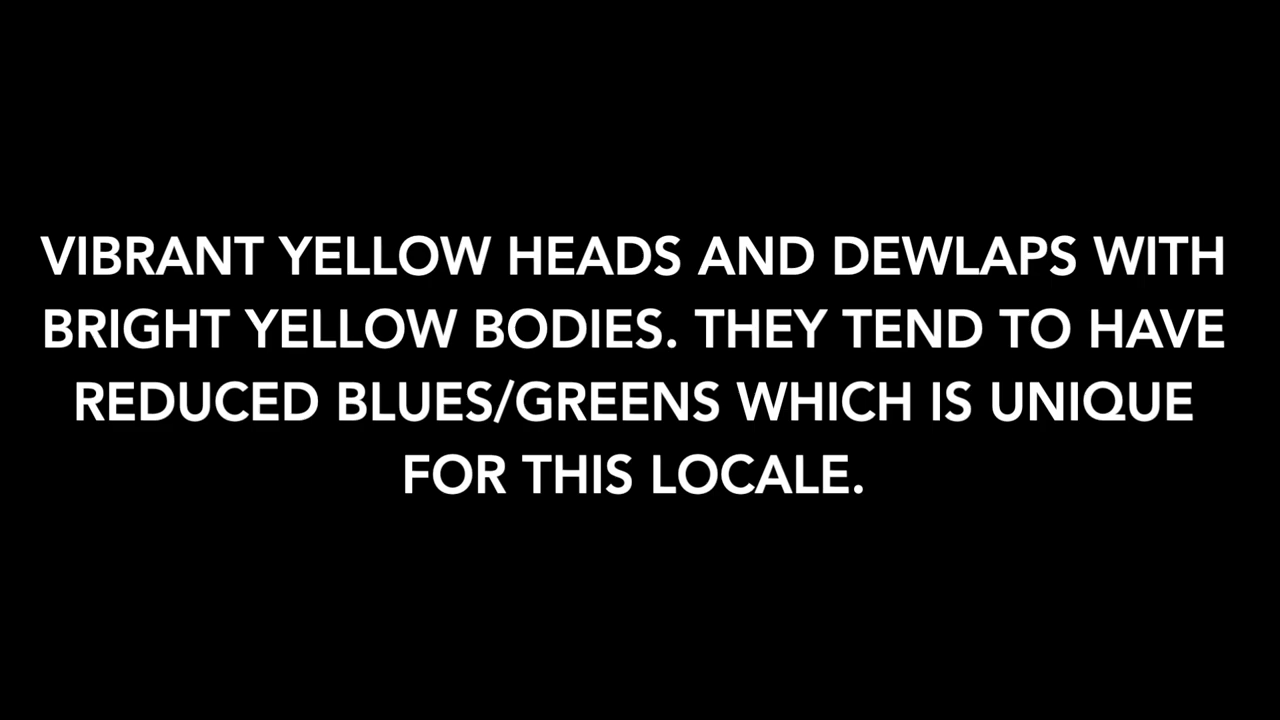 VIBRANT YELLOW HEADS AND DEWLAPS WITH
BRIGHT YELLOW BODIES. THEY TEND TO HAVE
REDUCED BLUES/GREENS WHICH IS UNIQUE
FOR THIS LOCALE.